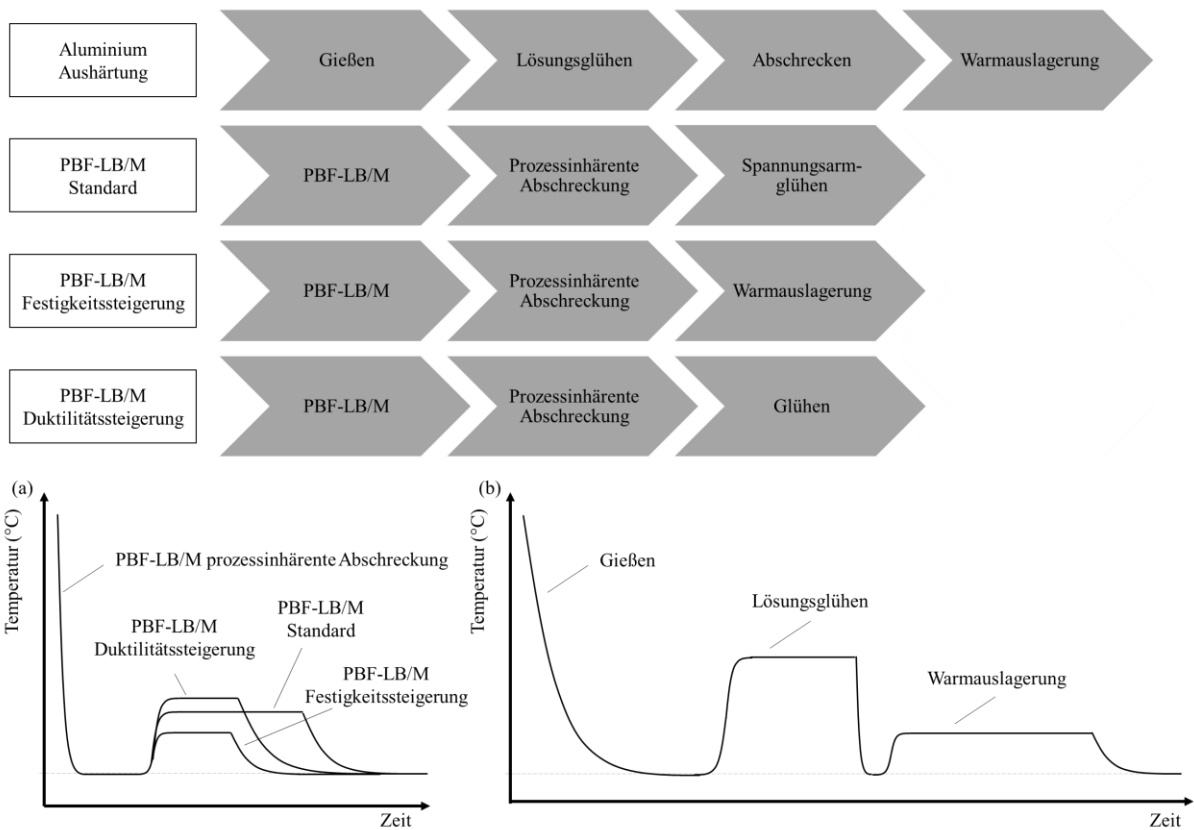 Aluminium
Aushärtung
Gießen
Lösungsglühen
Abschrecken
Warmauslagerung
PBF-LB/M
Standard
PBF-LB/M
Prozessinhärente
Abschreckung
Spannungsarm-
glühen
PBF-LB/M
Festigkeitssteigerung
PBF-LB/M
Prozessinhärente
Abschreckung
Warmauslagerung
PBF-LB/M
Duktilitätssteigerung
PBF-LB/M
Prozessinhärente
Abschreckung
Glühen
(a)
Temperatur (°C)
PBF-LB/M prozessinhärente Abschreckung
PBF-LB/M
Duktilitätssteigerung
PBF-LB/M
Standard
PBF-LB/M
Festigkeitssteigerung
Zeit
(b)
Temperatur (°C)
Gießen
Lösungsglühen
Warmauslagerung
Zeit